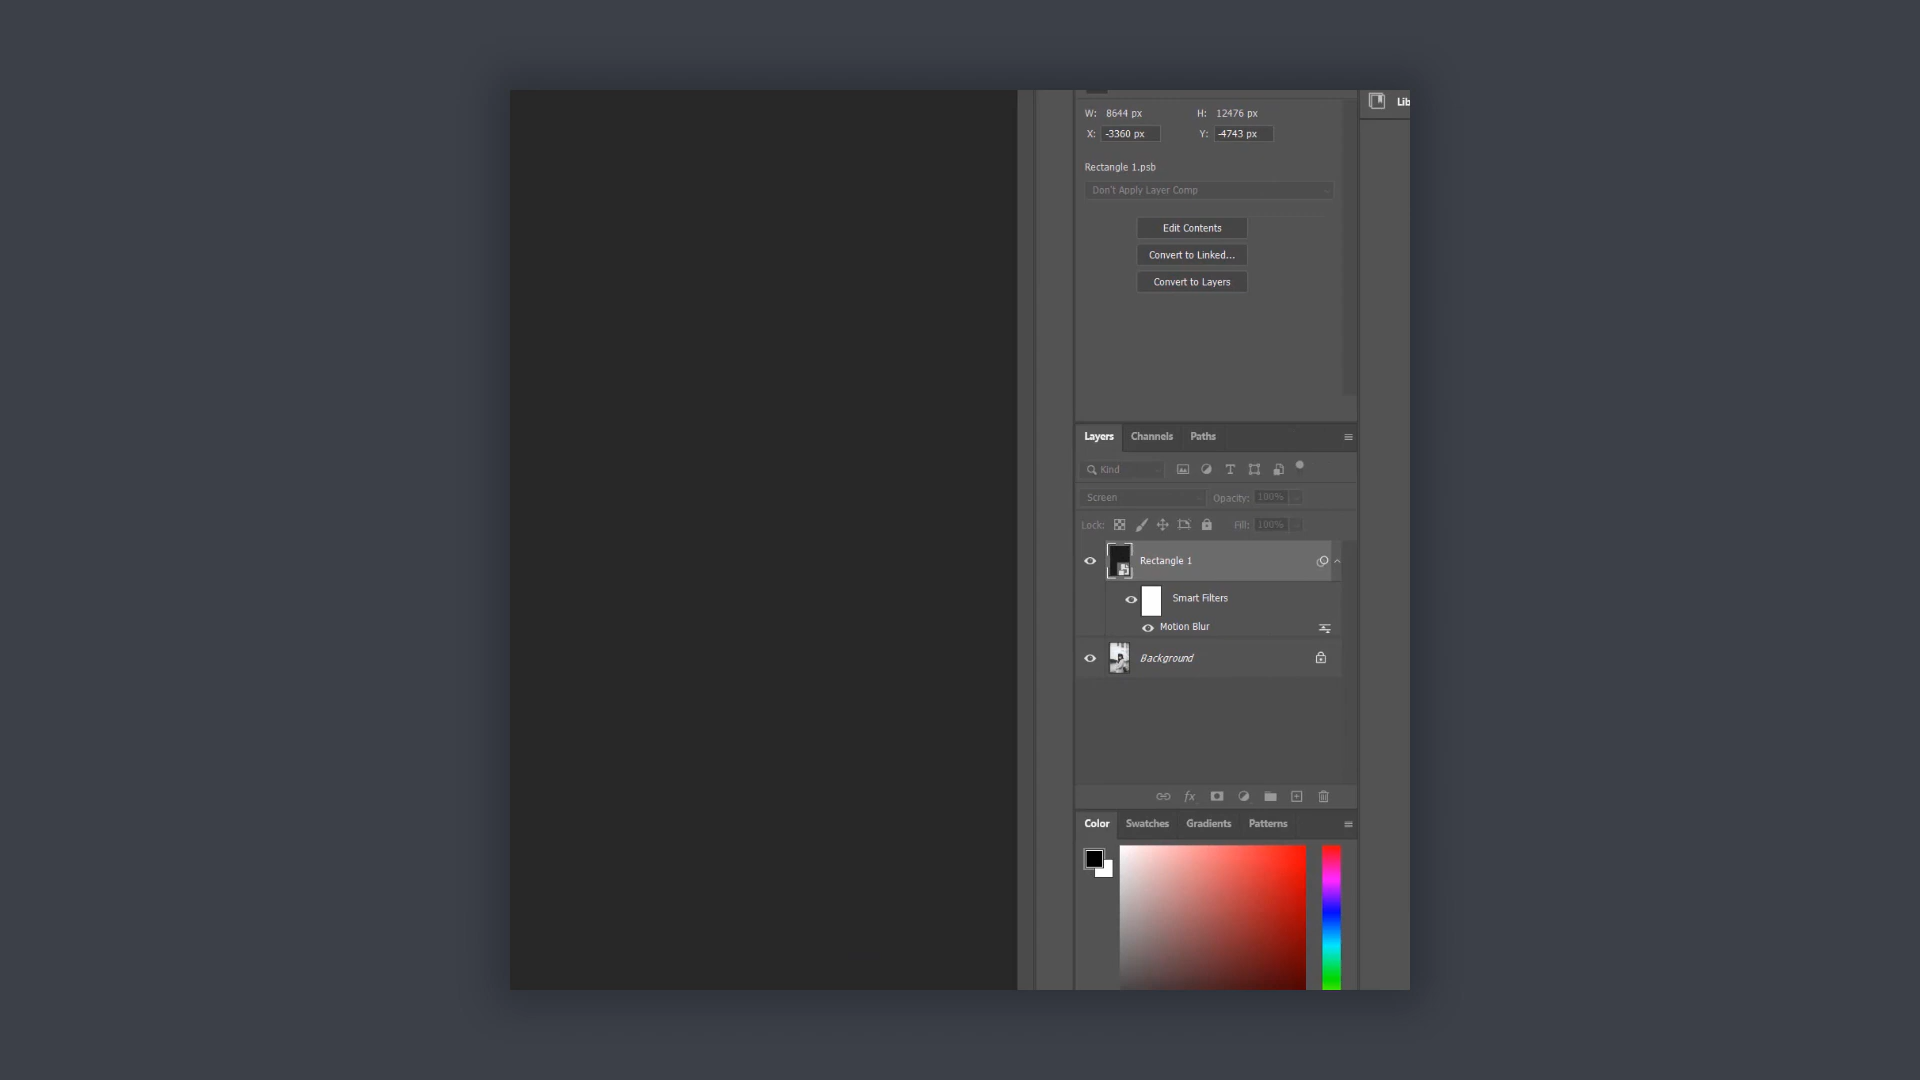 Lib
W: 8644 px H: 12476 px
X: -3360 px Y: -4743 px
Rectangle 1.psb
Don't Apply Layer Comp
Edit Contents
Convert to Linked...
Convert to Layers
Layers Channels Paths
Kind
Screen Opacity: 100%
Lock: Fill: 100%
Rectangle 1
Smart Filters
Motion Blur
Background
fx
Color Swatches Gradients Patterns